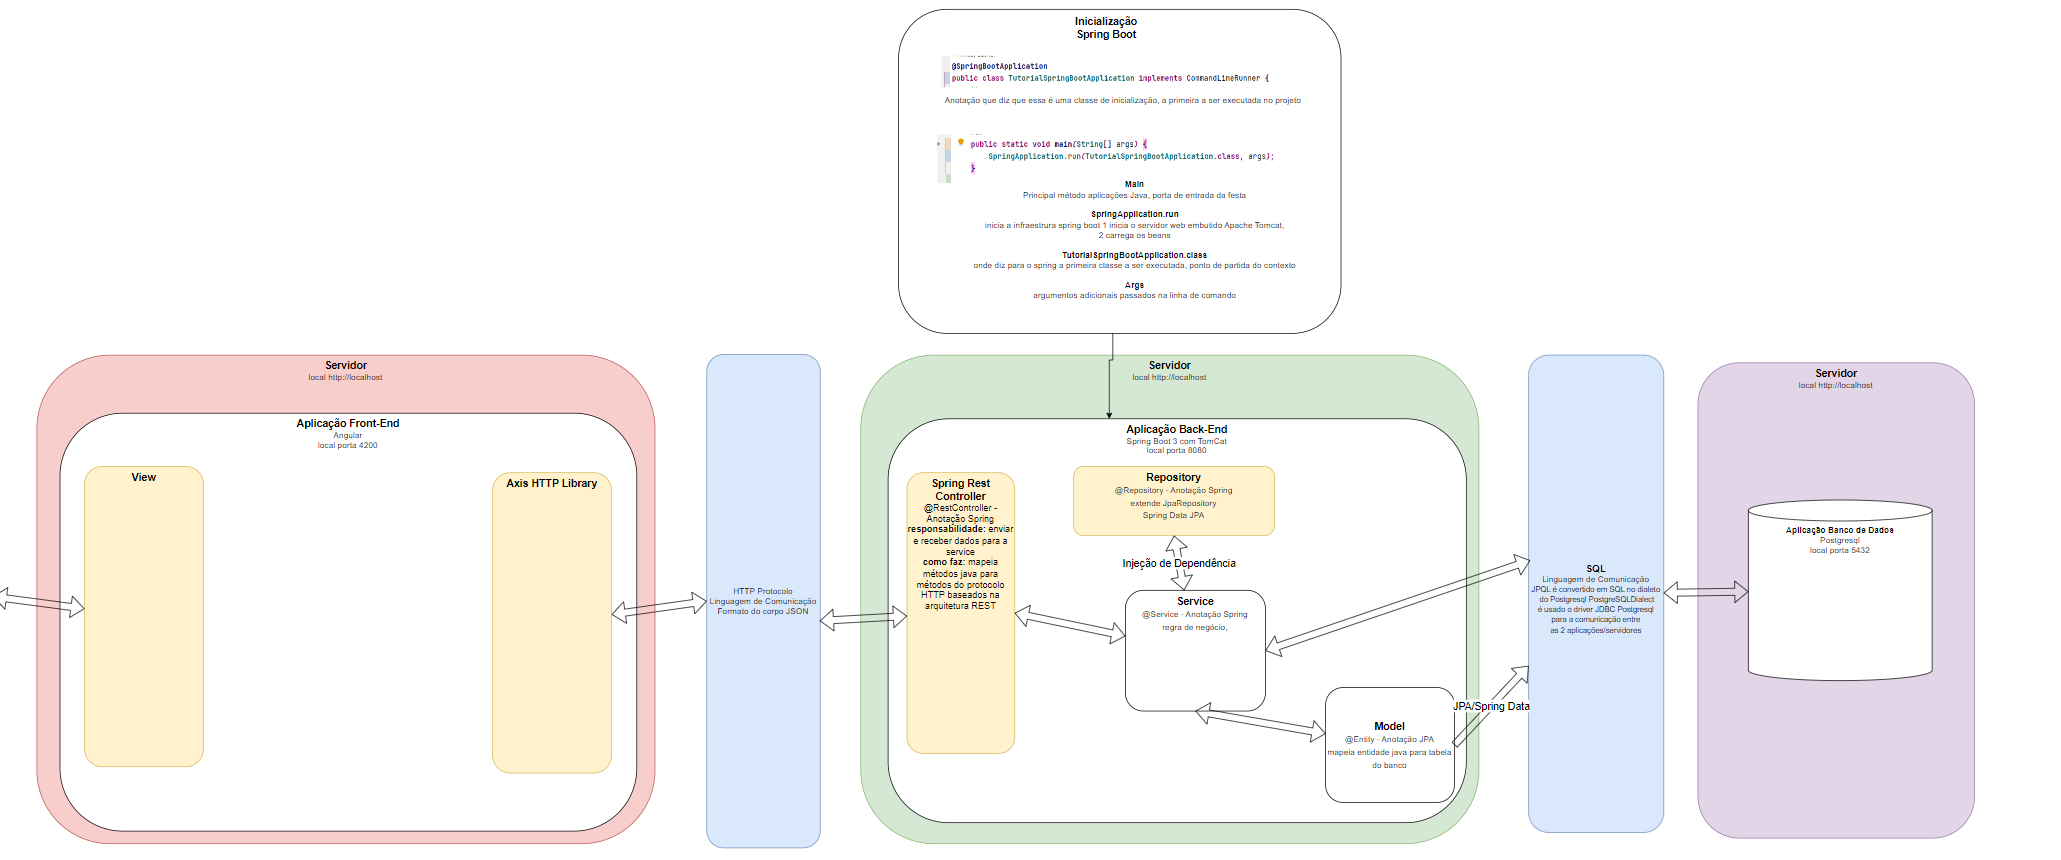 Inicialização
Spring Boot
@SpringBootApplication
public class TutorialSpringBootApplication implements CommandLineRunner {
Anotação que diz que essa é uma classe de inicialização, a primeira a ser executada no projeto
public static void main(String[] args) {
SpringApplication.run(TutorialSpringBootApplication.class, args);
}
Main
Principal método aplicações Java, porta de entrada da festa
SpringApplication.run
inicia a infraestrura spring boot 1 inicia o servidor web embutido Apache Tomcat,
2 carrega os beans
TutorialSpringBootApplication.class
onde diz para o spring a primeira classe a ser executada, ponto de partida do contexto
Args
argumentos adicionais passados na linha de comando
Servidor
local http://localhost
Aplicação Front-End
Angular
local porta 4200
View
Axis HTTP Library
HTTP Protocolo
Linguagem de Comunicação
Formato do corpo JSON
Servidor
local http://localhost
Aplicação Back-End
Spring Boot 3 com TomCat
local porta 8080
Spring Rest
Controller
@RestController -
Anotação Spring
responsabilidade: enviar
e receber dados para a
service
como faz: mapeia
métodos java para
métodos do protocolo
HTTP baseados na
arquitetura REST
Repository
@Repository - Anotação Spring
extende JpaRepository
Spring Data JPA
Injeção de Dependência
Service
@Service - Anotação Spring
regra de negócio,
Model
@Entity - Anotação JPA
mapeia entidade java para tabela
do banco
JPA/Spring Data
SQL
Linguagem de Comunicação
JPQL é convertido em SQL no dialeto
do Postgresql PostgreSQLDialect
é usado o driver JDBC Postgresql
para a comunicação entre
as 2 aplicações/servidores
Servidor
local http://localhost
Aplicação Banco de Dados
Postgresql
local porta 5432